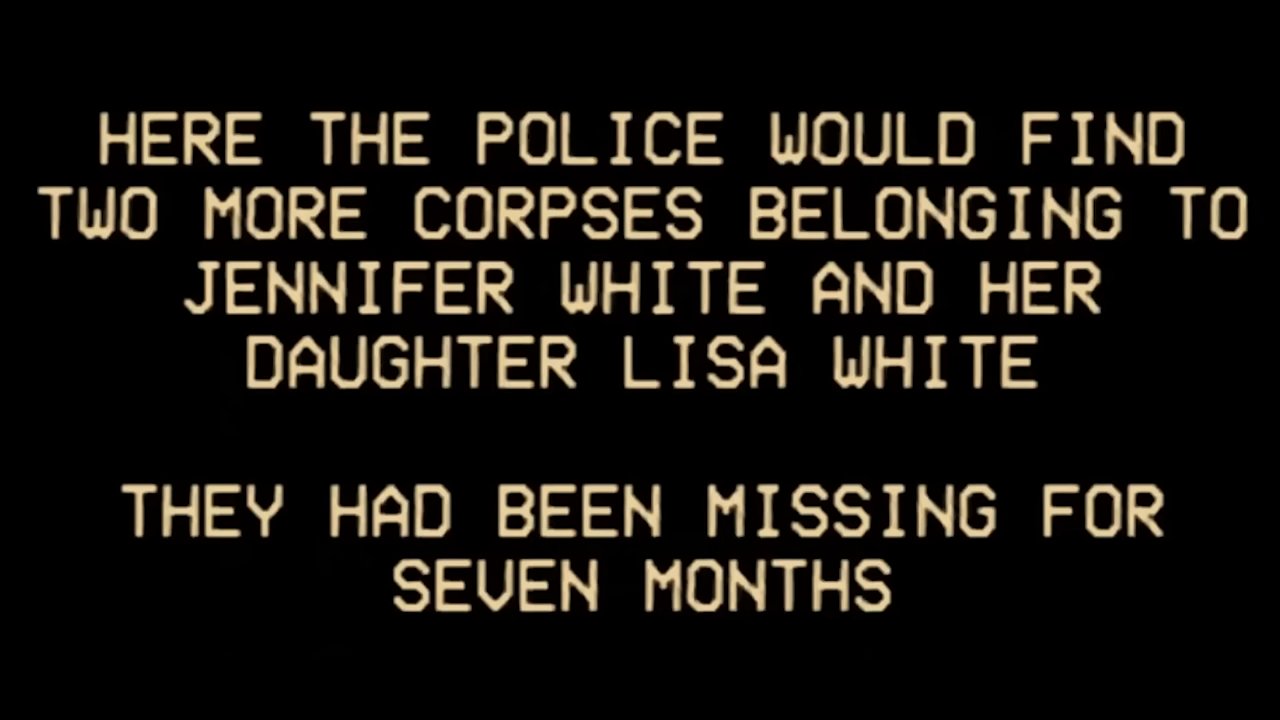 HERE THE POLICE WOULD FIND
TWO MORE CORPSES BELONGING TO
JENNIFER WHITE AND HER
DAUGHTER LISA WHITE
THEY HAD BEEN MISSING FOR
SEVEN MONTHS